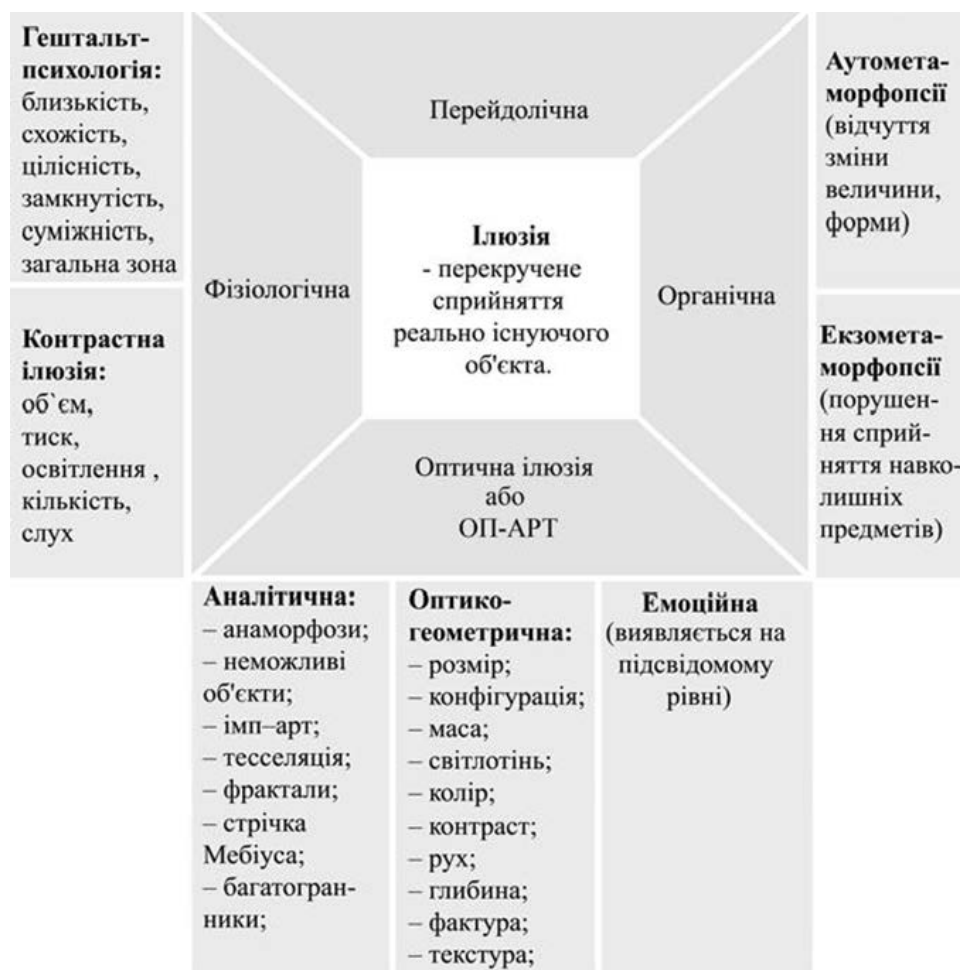 Гештальт-
психологія:
близькість,
схожість,
цілісність,
замкнутість,
суміжність,
загальна зона
Контрастна
ілюзія:
об`єм,
тиск,
освітлення ,
кількість,
слух
Перейдолічна
Фізіологічна
Ілюзія
- перекручене
сприйняття
реально існуючого
об'єкта.
Органічна
Оптична ілюзія
або
ОП-АРТ
Аутомета-
морфопсії
(відчуття
зміни
величини,
форми)
Екзомета-
морфопсії
(порушен-
ня сприй-
няття навко-
лишніх
предметів)
Аналітична:
– анаморфози;
– неможливі
об'єкти;
– імп–арт;
– тесселяція;
– фрактали;
– стрічка
Мебіуса;
– багатогран-
ники;
Оптико-
геометрична:
– розмір;
– конфігурація;
– маса;
– світлотінь;
– колір;
– контраст;
– рух;
– глибина;
– фактура;
– текстура;
Емоційна
(виявляється на
підсвідомому
рівні)